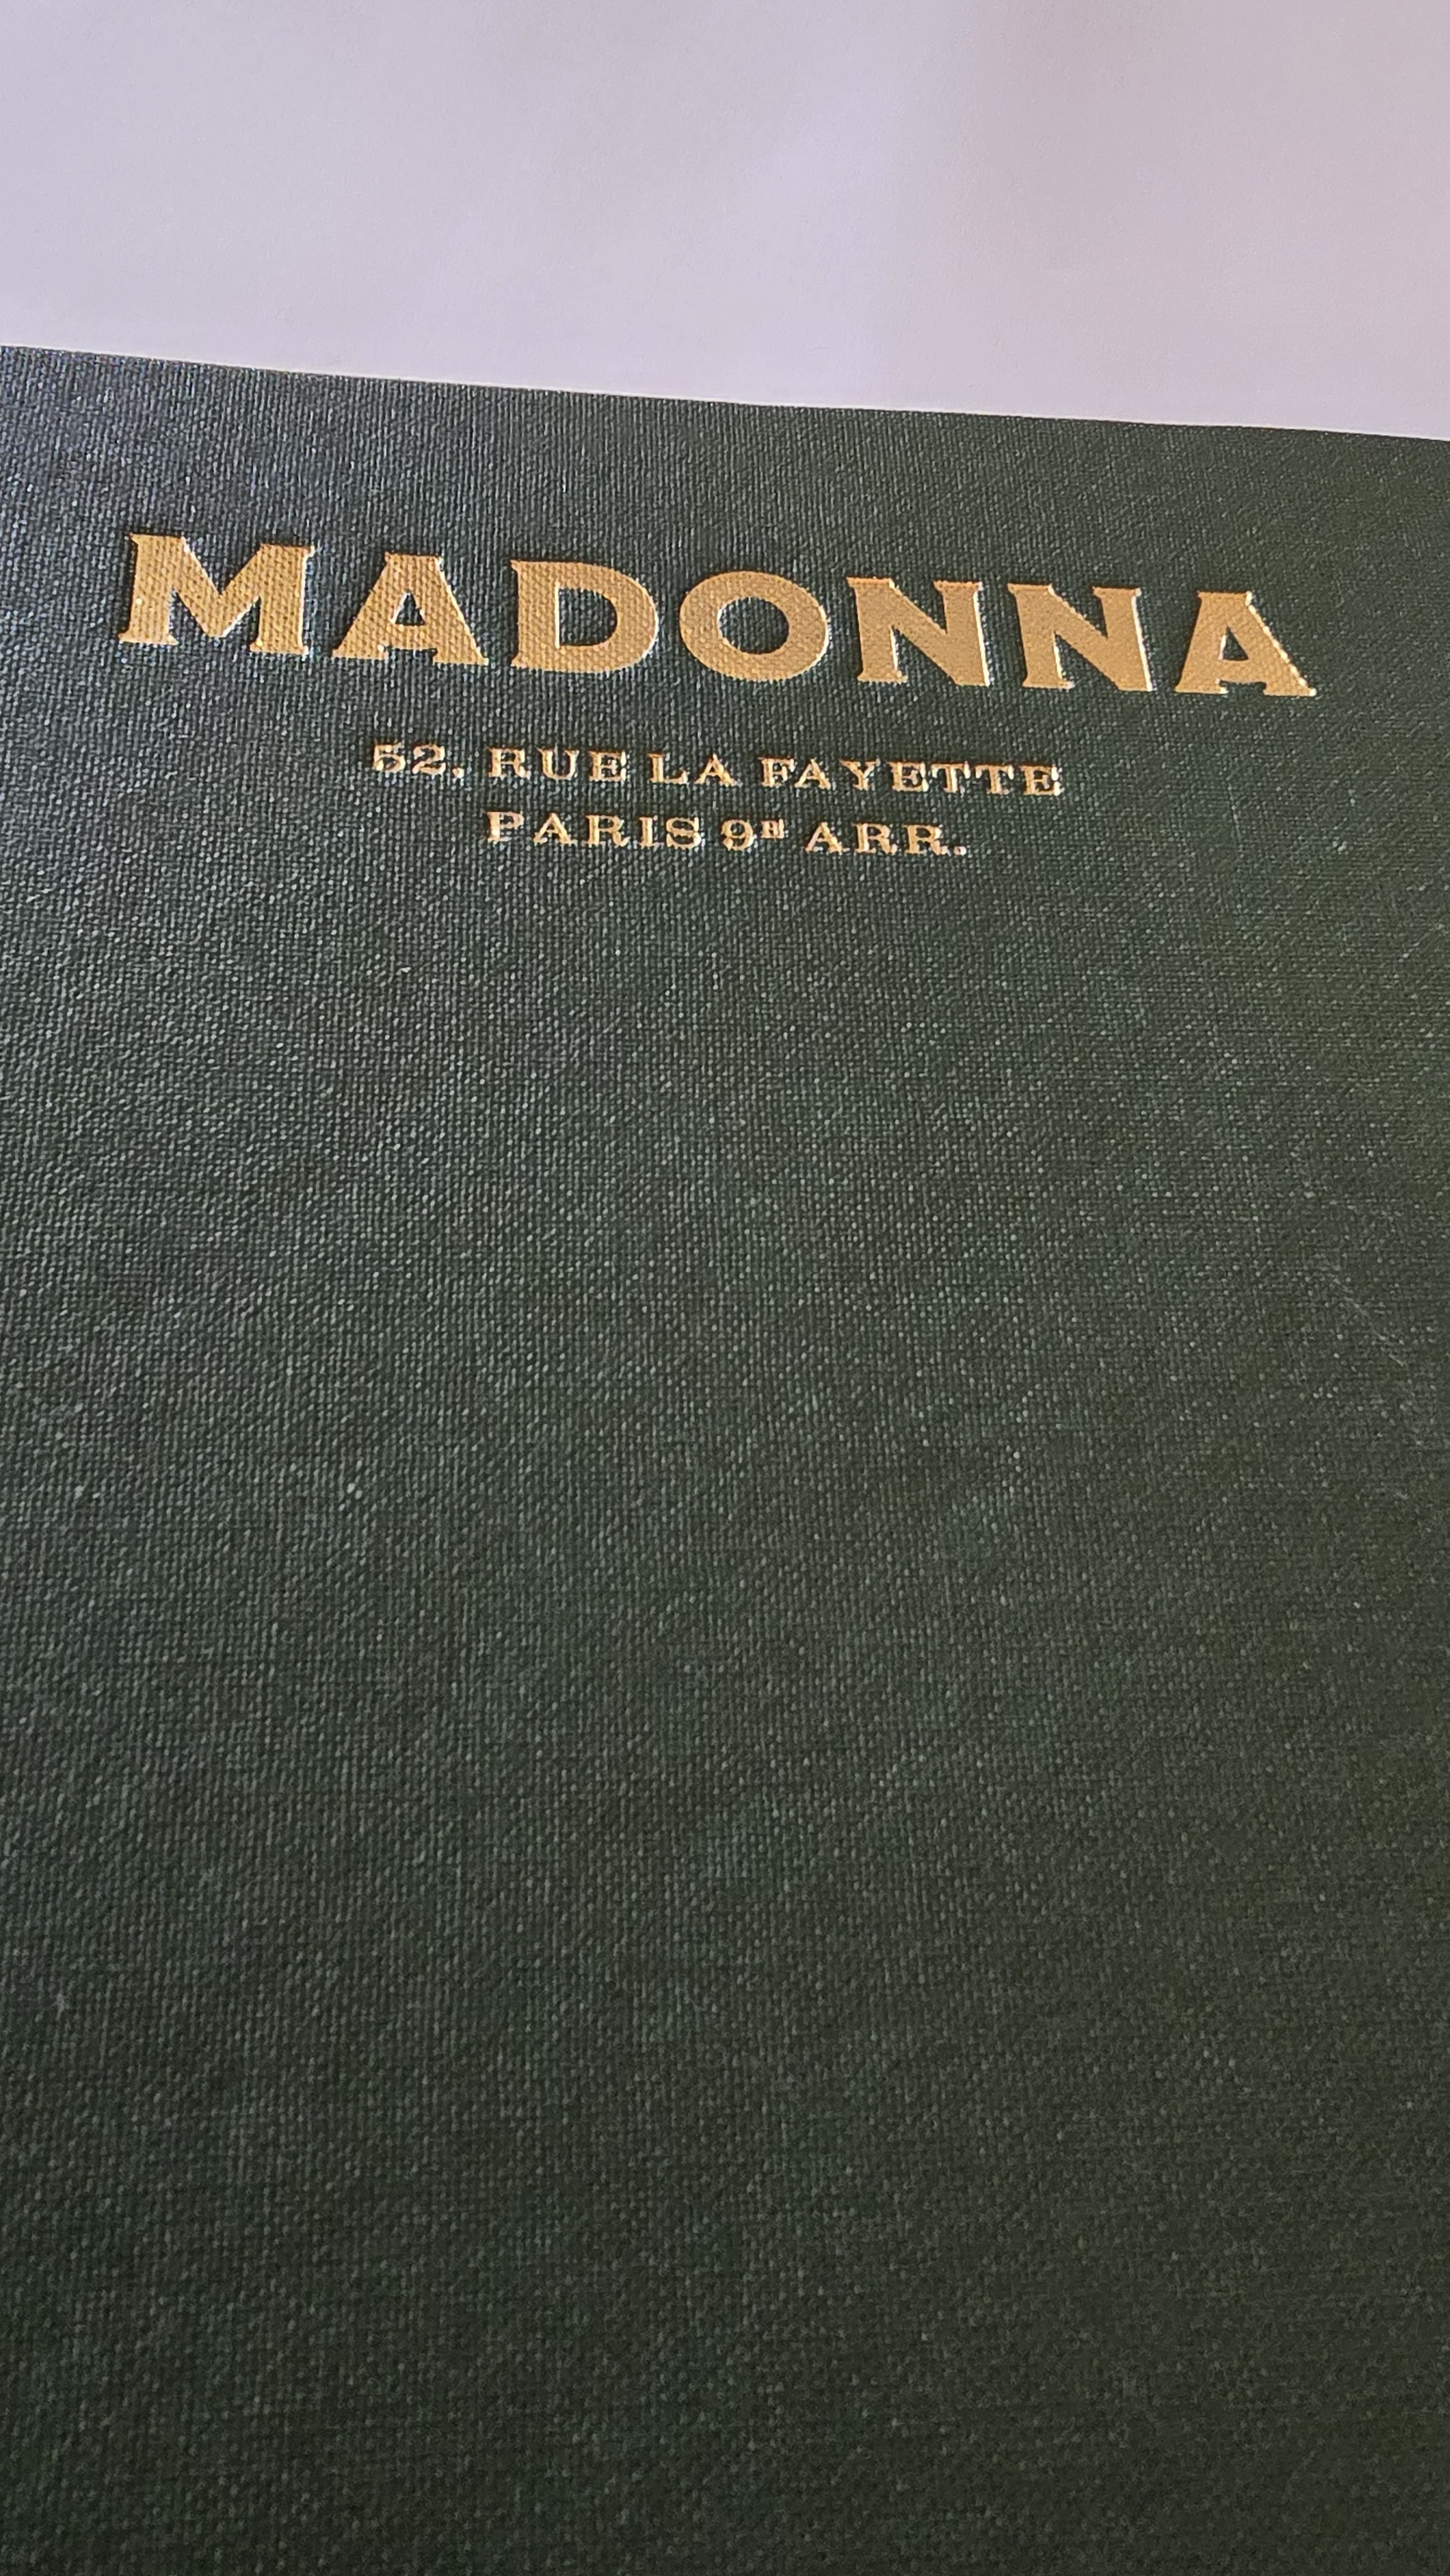 MADONNA
52, RUE LA FAYETTE
PARIS 9ᴱ ARR.